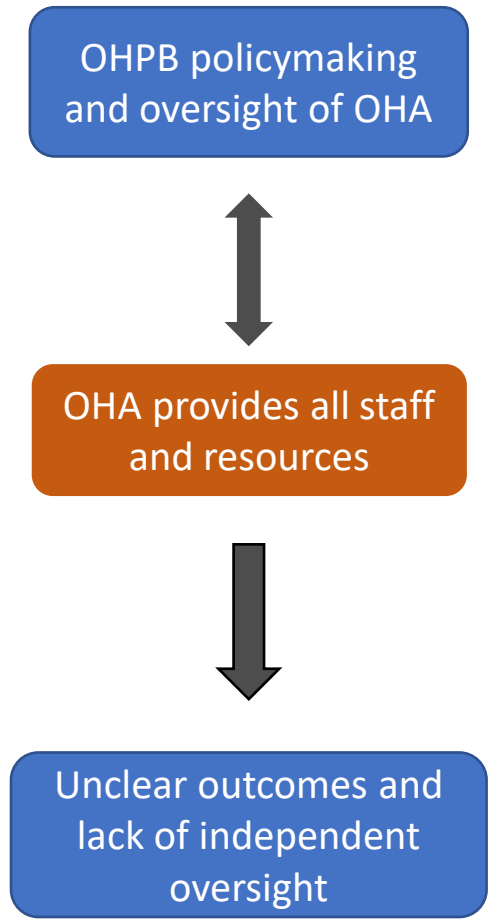 OHPB policymaking
and oversight of OHA
OHA provides all staff
and resources
Unclear outcomes and
lack of independent
oversight